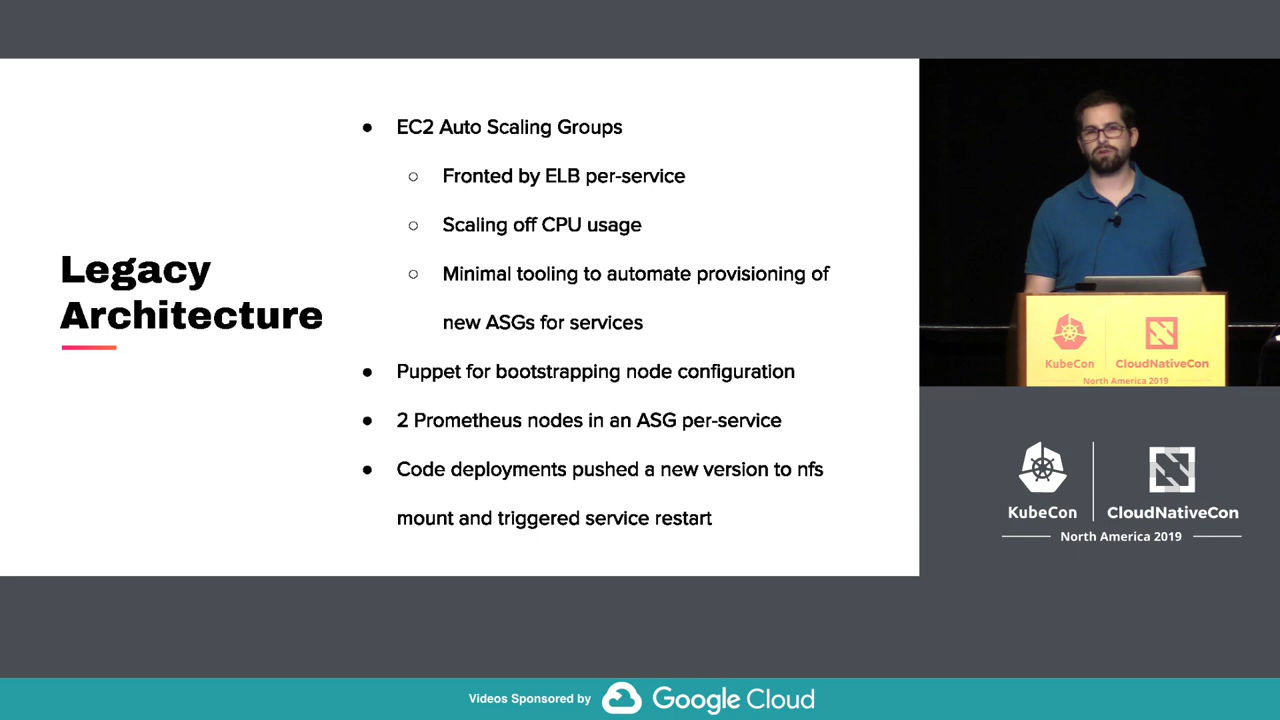 Legacy
Architecture
● EC2 Auto Scaling Groups
○ Fronted by ELB per-service
○ Scaling off CPU usage
○ Minimal tooling to automate provisioning of
new ASGs for services
● Puppet for bootstrapping node configuration
● 2 Prometheus nodes in an ASG per-service
● Code deployments pushed a new version to nfs
mount and triggered service restart
KubeCon CloudNativeCon
North America 2019
KubeCon CloudNativeCon
North America 2019
Videos Sponsored by Google Cloud